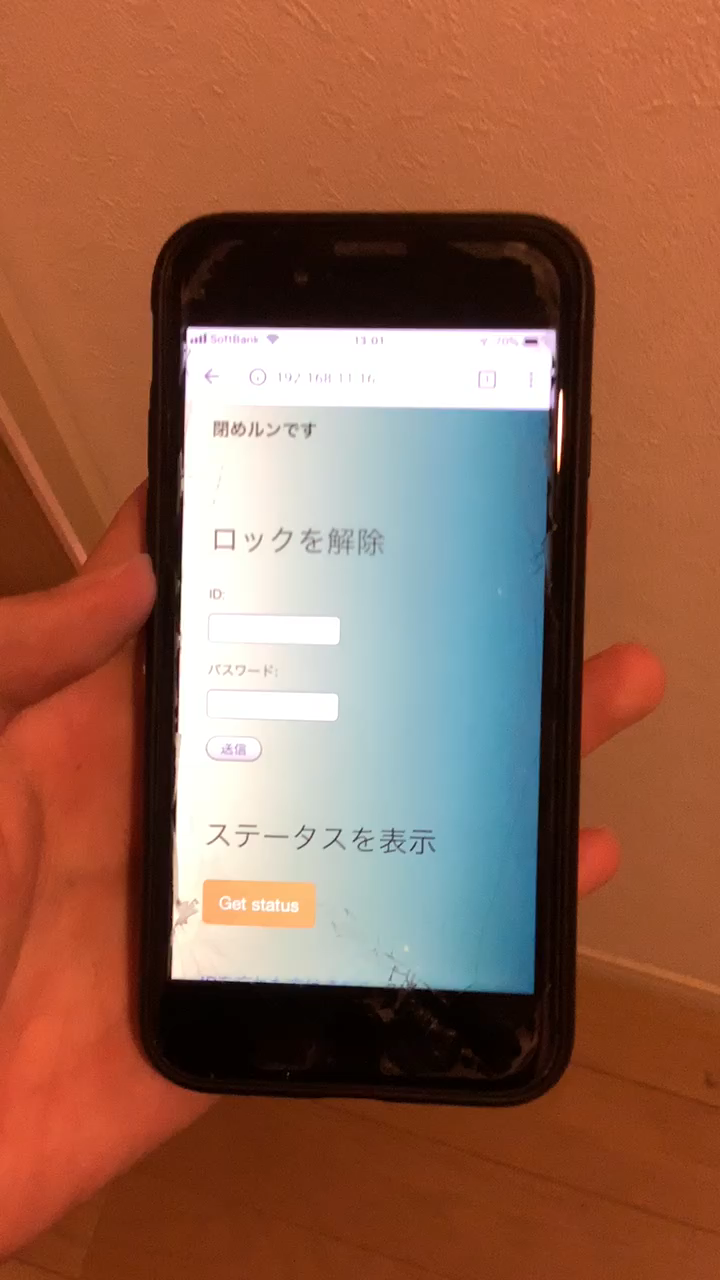 SoftBank 13:01 70%
192.168.11.16
閉めルンです
ロックを解除
ID:
パスワード:
送信
ステータスを表示
Get status